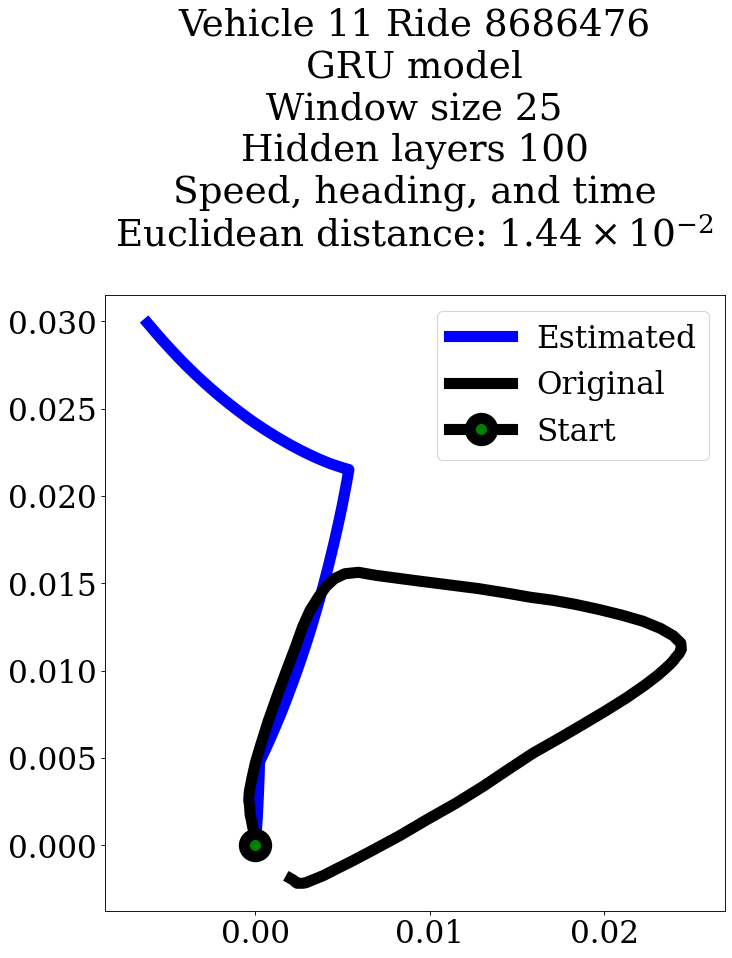 Vehicle 11 Ride 8686476
GRU model
Window size 25
Hidden layers 100
Speed, heading, and time
Euclidean distance: 1.44 × 10⁻²
Estimated
Original
Start
0.030
0.025
0.020
0.015
0.010
0.005
0.000
0.00 0.01 0.02